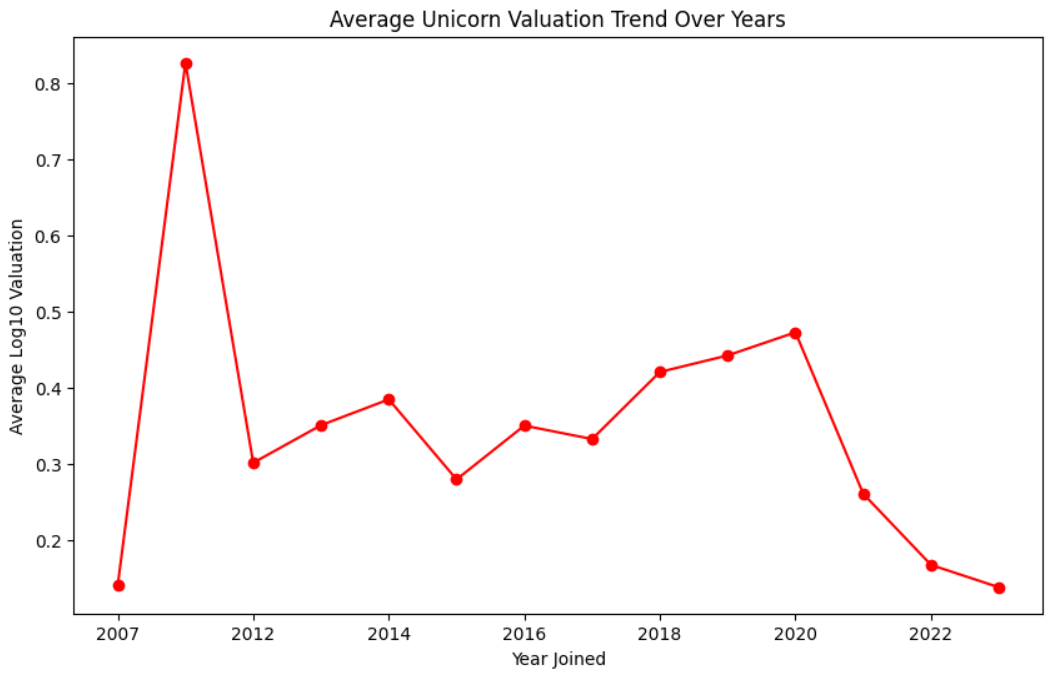 Average Unicorn Valuation Trend Over Years
Average Log10 Valuation
0.8
0.7
0.6
0.5
0.4
0.3
0.2
2007 2012 2014 2016 2018 2020 2022
Year Joined